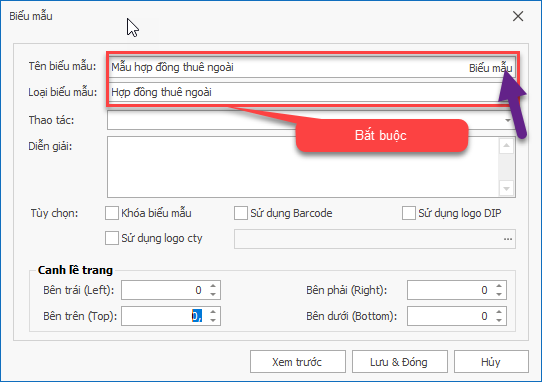 Biểu mẫu
Tên biểu mẫu: Mẫu hợp đồng thuê ngoài Biểu mẫu
Loại biểu mẫu: Hợp đồng thuê ngoài
Bắt buộc
Thao tác:
Diễn giải:
Tùy chọn: Khóa biểu mẫu Sử dụng Barcode Sử dụng logo DIP
Sử dụng logo cty ...
Canh lề trang
Bên trái (Left): 0 Bên phải (Right): 0
Bên trên (Top): 0, Bên dưới (Bottom): 0
Xem trước Lưu & Đóng Hủy